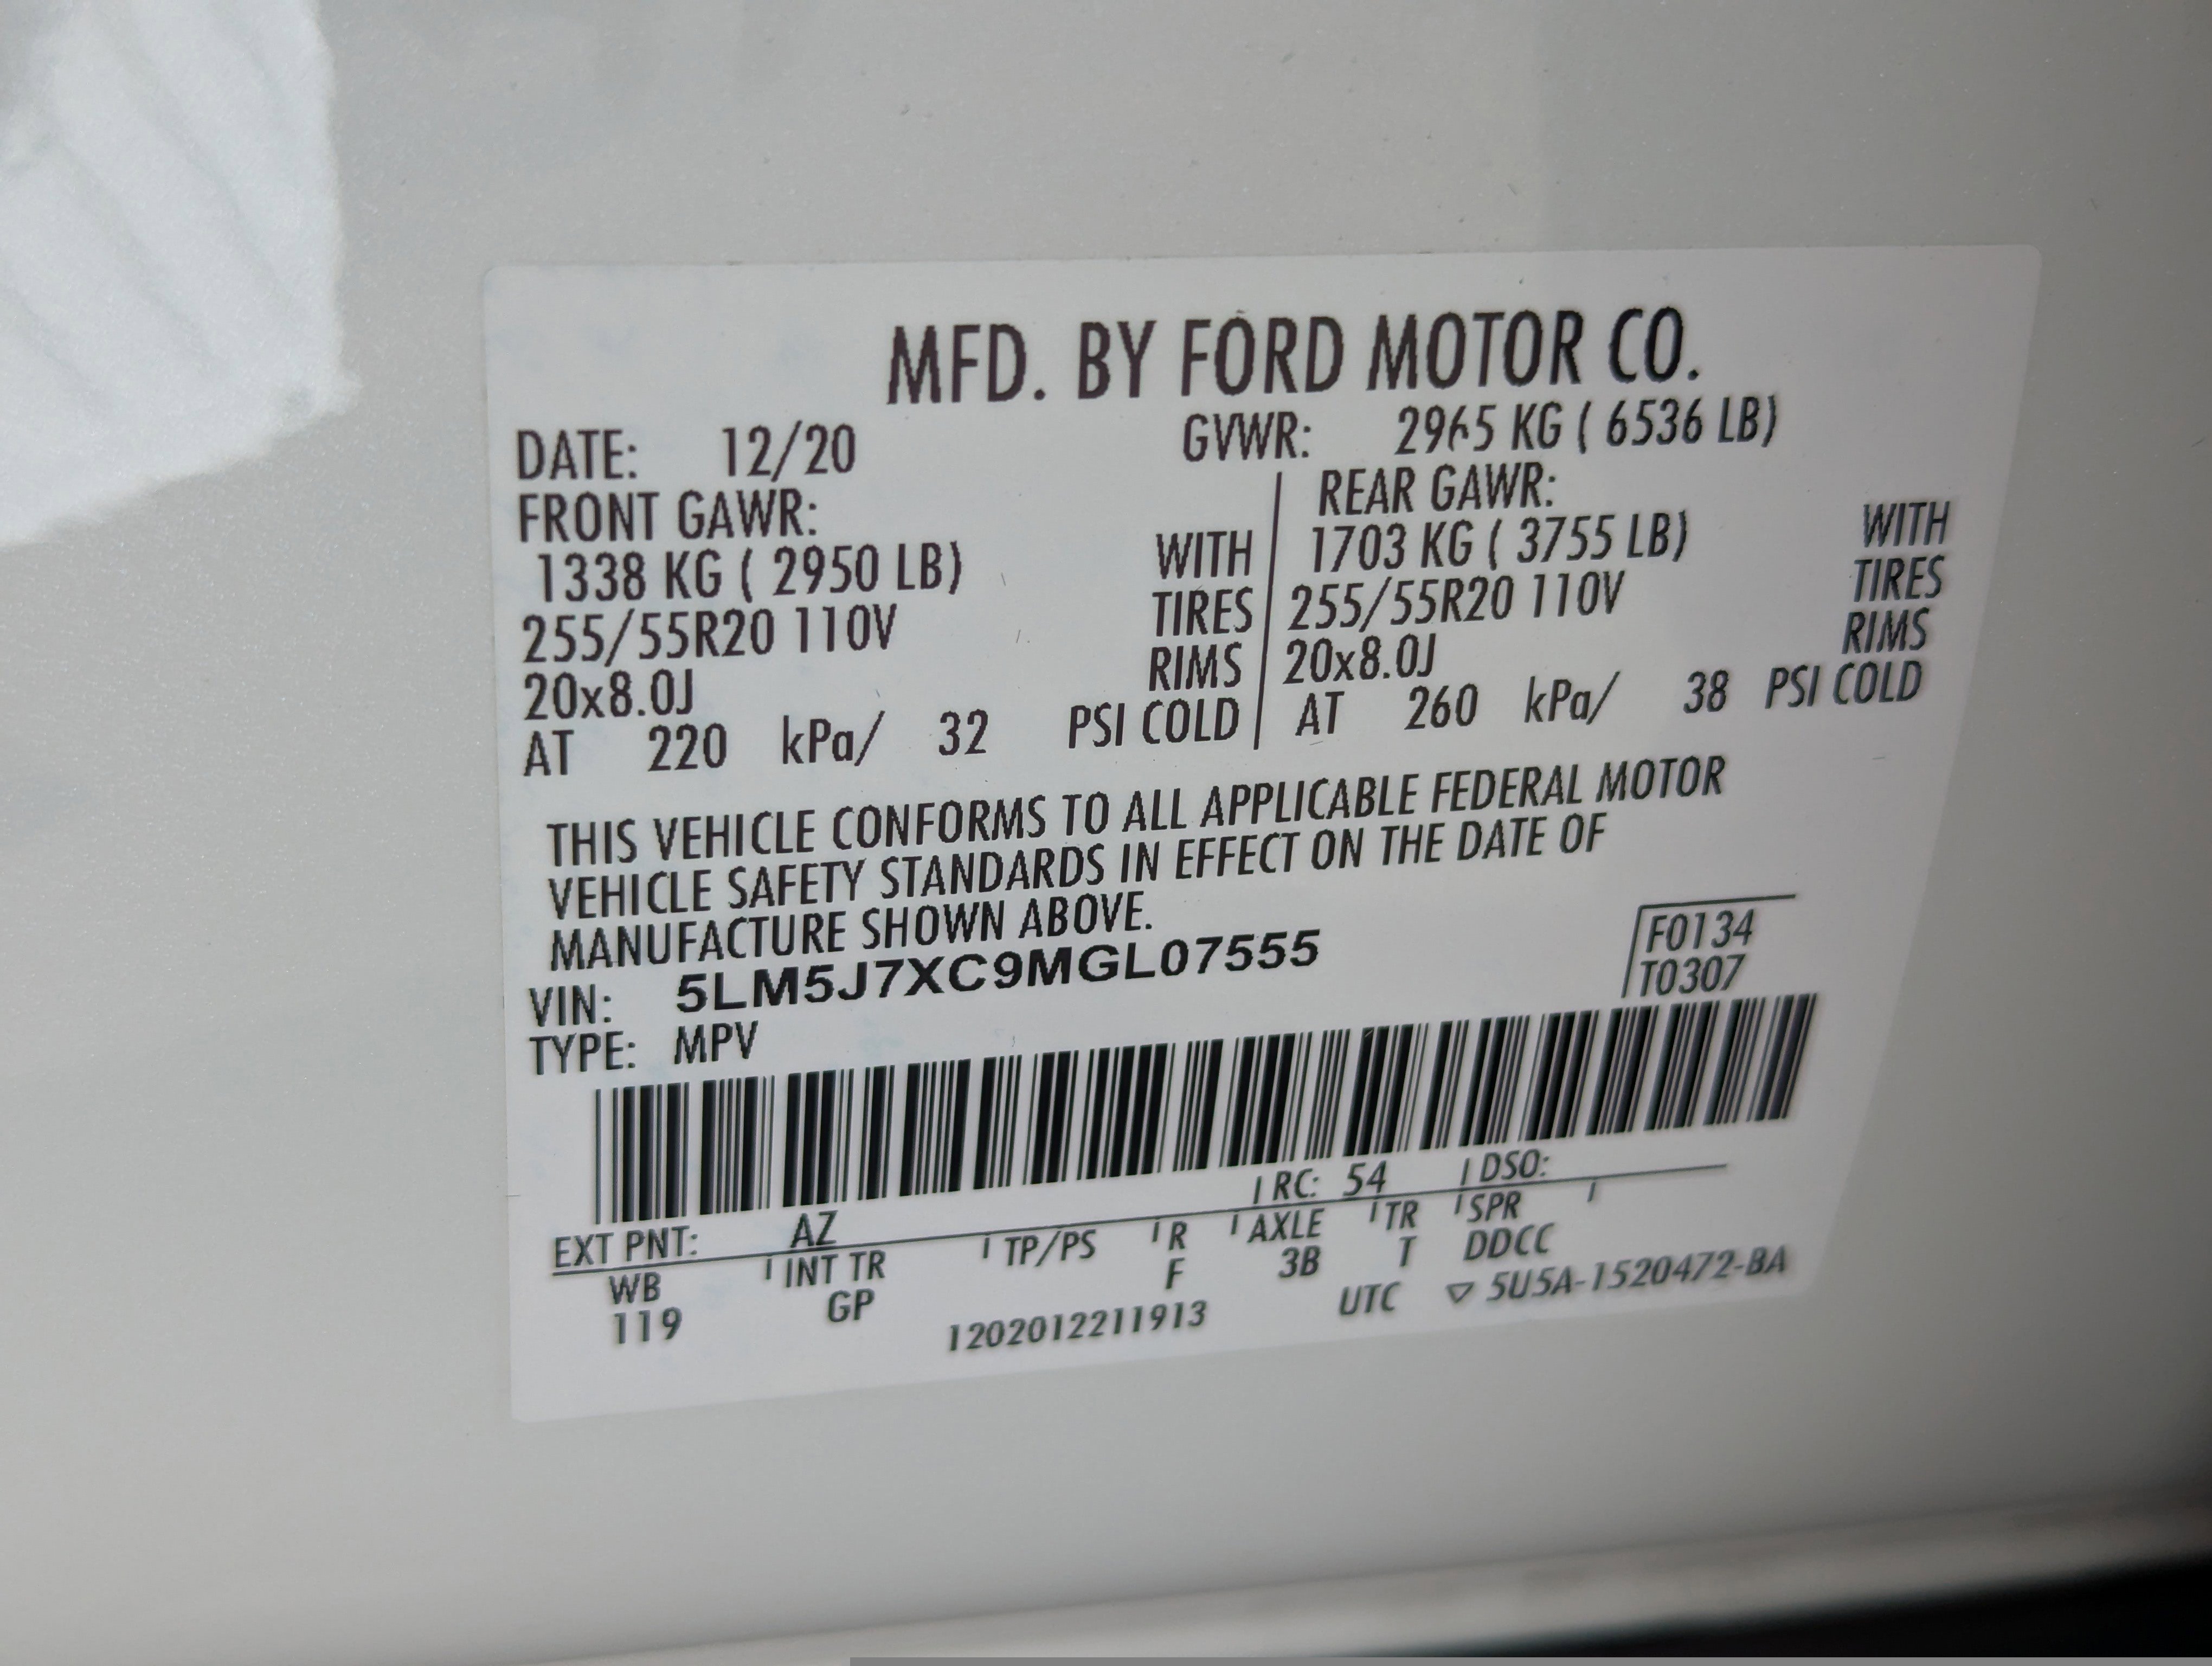 MFD. BY FORD MOTOR CO.
DATE: 12/20 GVWR: 2965 KG ( 6536 LB)
FRONT GAWR: REAR GAWR:
1338 KG ( 2950 LB) WITH 1703 KG ( 3755 LB) WITH
255/55R20 110V TIRES 255/55R20 110V TIRES
20x8.0J RIMS 20x8.0J RIMS
AT 220 kPa/ 32 PSI COLD AT 260 kPa/ 38 PSI COLD
THIS VEHICLE CONFORMS TO ALL APPLICABLE FEDERAL MOTOR
VEHICLE SAFETY STANDARDS IN EFFECT ON THE DATE OF
MANUFACTURE SHOWN ABOVE.
F0134
VIN: 5LM5J7XC9MGL07555 T0307
TYPE: MPV
EXT PNT: AZ RC: 54 DSO:
WB INT TR TP/PS R AXLE TR SPR
119 GP F 3B T DDCC
1202012211913 UTC ▽ 5U5A-1520472-BA